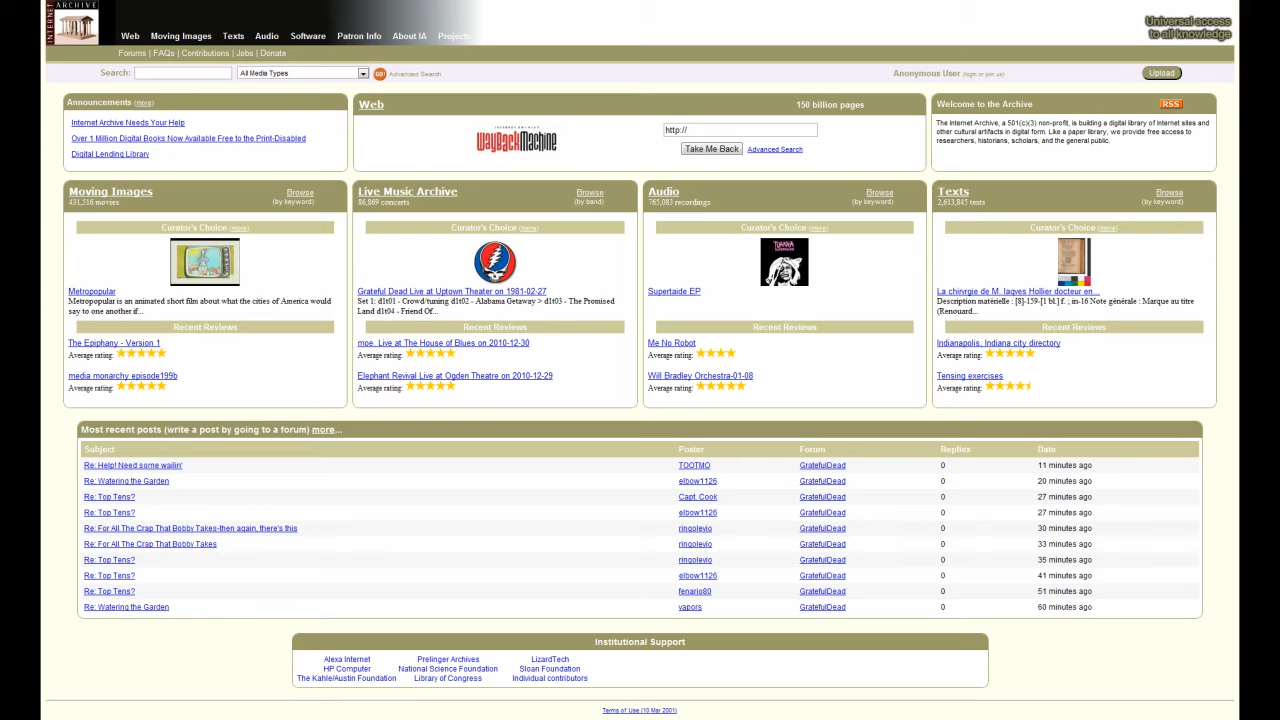 INTERNET ARCHIVE
Universal access
to all knowledge
Web Moving Images Texts Audio Software Patron Info About IA Projects
Forums | FAQs | Contributions | Jobs | Donate
Search: All Media Types GO! Advanced Search Anonymous User (login or join us) Upload
Announcements (more)
Internet Archive Needs Your Help
Over 1 Million Digital Books Now Available Free to the Print-Disabled
Digital Lending Library
Web 150 billion pages
INTERNET ARCHIVE
WayBackMachine
http://
Take Me Back Advanced Search
Welcome to the Archive RSS
The Internet Archive, a 501(c)(3) non-profit, is building a digital library of Internet sites and
other cultural artifacts in digital form. Like a paper library, we provide free access to
researchers, historians, scholars, and the general public.
Moving Images Browse
431,516 movies (by keyword)
Curator's Choice (more)
Metropopular
Metropopular is an animated short film about what the cities of America would
say to one another if...
Recent Reviews
The Epiphany - Version 1
Average rating:
media monarchy episode199b
Average rating:
Live Music Archive Browse
86,869 concerts (by band)
Curator's Choice (more)
Grateful Dead Live at Uptown Theater on 1981-02-27
Set 1: d1t01 - Crowd/tuning d1t02 - Alabama Getaway > d1t03 - The Promised
Land d1t04 - Friend Of...
Recent Reviews
moe. Live at The House of Blues on 2010-12-30
Average rating:
Elephant Revival Live at Ogden Theatre on 2010-12-29
Average rating:
Audio Browse
765,083 recordings (by keyword)
Curator's Choice (more)
Supertaide EP
Recent Reviews
Me No Robot
Average rating:
Will Bradley Orchestra-01-08
Average rating:
Texts Browse
2,613,845 texts (by keyword)
Curator's Choice (more)
La chirvrgie de M. Iaqves Hollier docteur en...
Description matérielle : [8]-159-[1 bl.] f. ; in-16 Note générale : Marque au titre
(Renouard...
Recent Reviews
Indianapolis, Indiana city directory
Average rating:
Tensing exercises
Average rating:
Most recent posts (write a post by going to a forum) more...
Subject Poster Forum Replies Date
Re: Help! Need some wailin' TOOTMO GratefulDead 0 11 minutes ago
Re: Watering the Garden elbow1126 GratefulDead 0 20 minutes ago
Re: Top Tens? Capt. Cook GratefulDead 0 27 minutes ago
Re: Top Tens? elbow1126 GratefulDead 0 27 minutes ago
Re: For All The Crap That Bobby Takes-then again, there's this ringolevio GratefulDead 0 30 minutes ago
Re: For All The Crap That Bobby Takes ringolevio GratefulDead 0 33 minutes ago
Re: Top Tens? ringolevio GratefulDead 0 35 minutes ago
Re: Top Tens? elbow1126 GratefulDead 0 41 minutes ago
Re: Top Tens? fenario80 GratefulDead 0 51 minutes ago
Re: Watering the Garden vapors GratefulDead 0 60 minutes ago
Institutional Support
Alexa Internet Prelinger Archives LizardTech
HP Computer National Science Foundation Sloan Foundation
The Kahle/Austin Foundation Library of Congress Individual contributors
Terms of Use (10 Mar 2001)